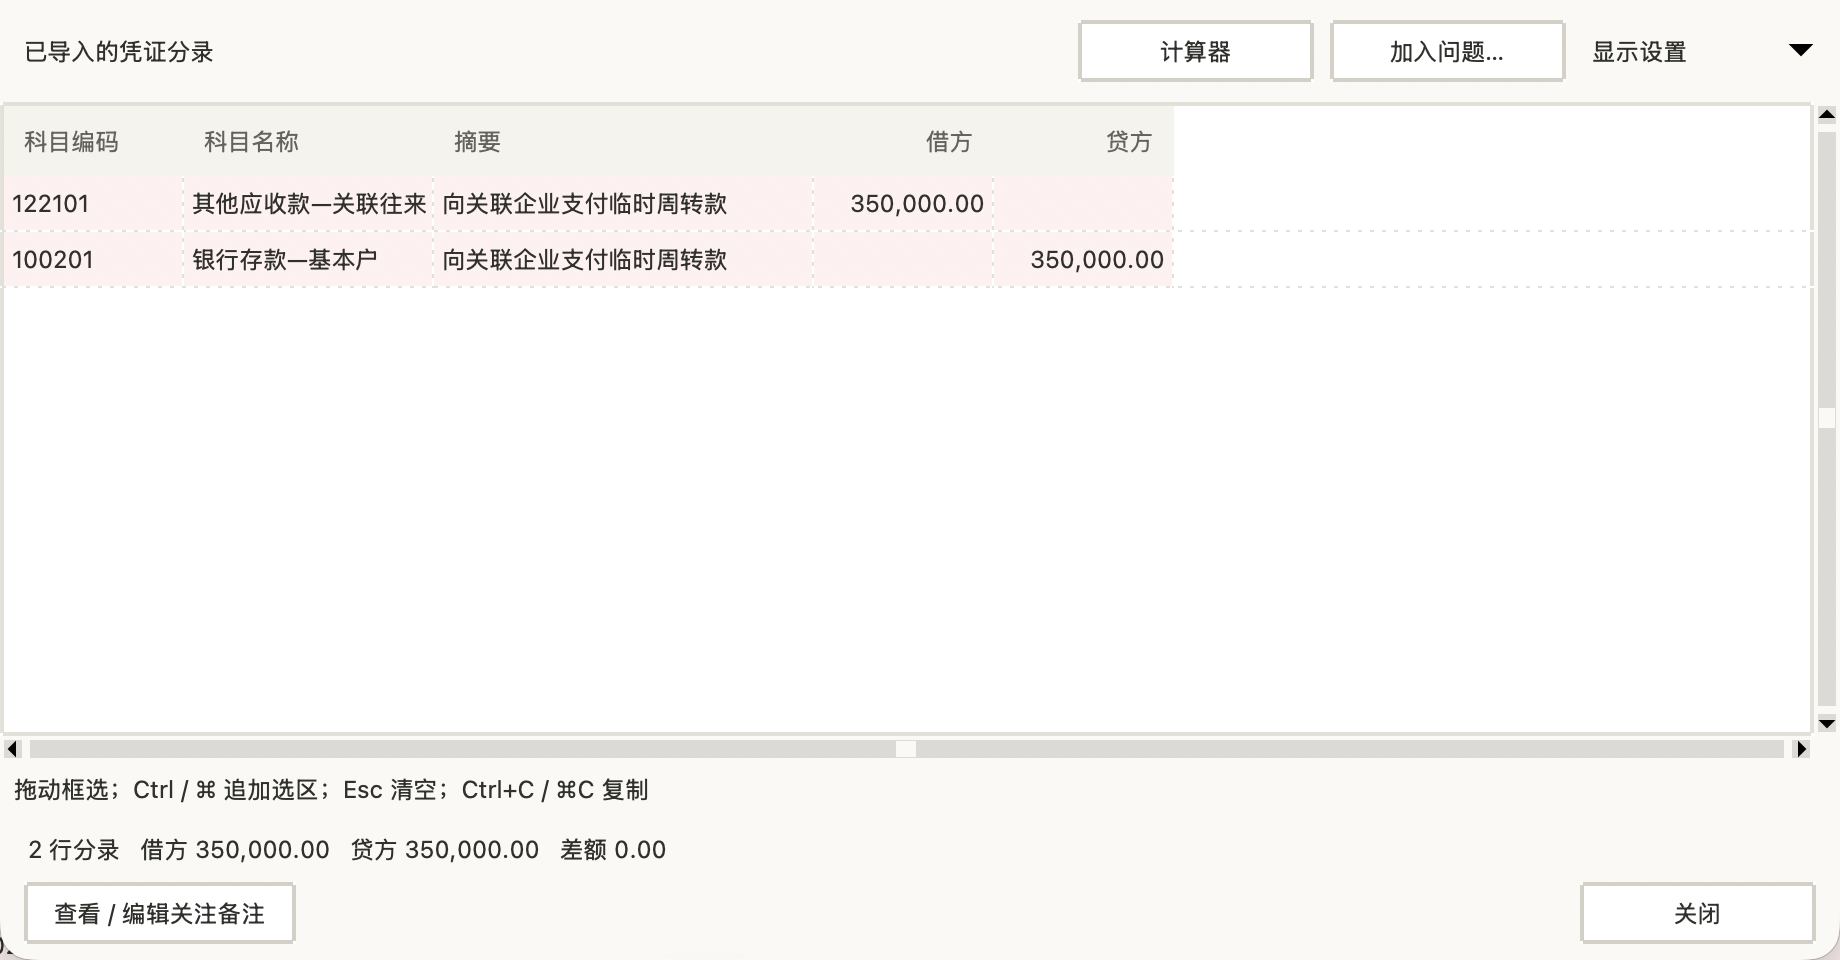 已导入的凭证分录 计算器 加入问题... 显示设置
科目编码 科目名称 摘要 借方 贷方
122101 其他应收款—关联往来 向关联企业支付临时周转款 350,000.00
100201 银行存款—基本户 向关联企业支付临时周转款 350,000.00
拖动框选；Ctrl / ⌘ 追加选区；Esc 清空；Ctrl+C / ⌘C 复制
2 行分录 借方 350,000.00 贷方 350,000.00 差额 0.00
查看 / 编辑关注备注 关闭